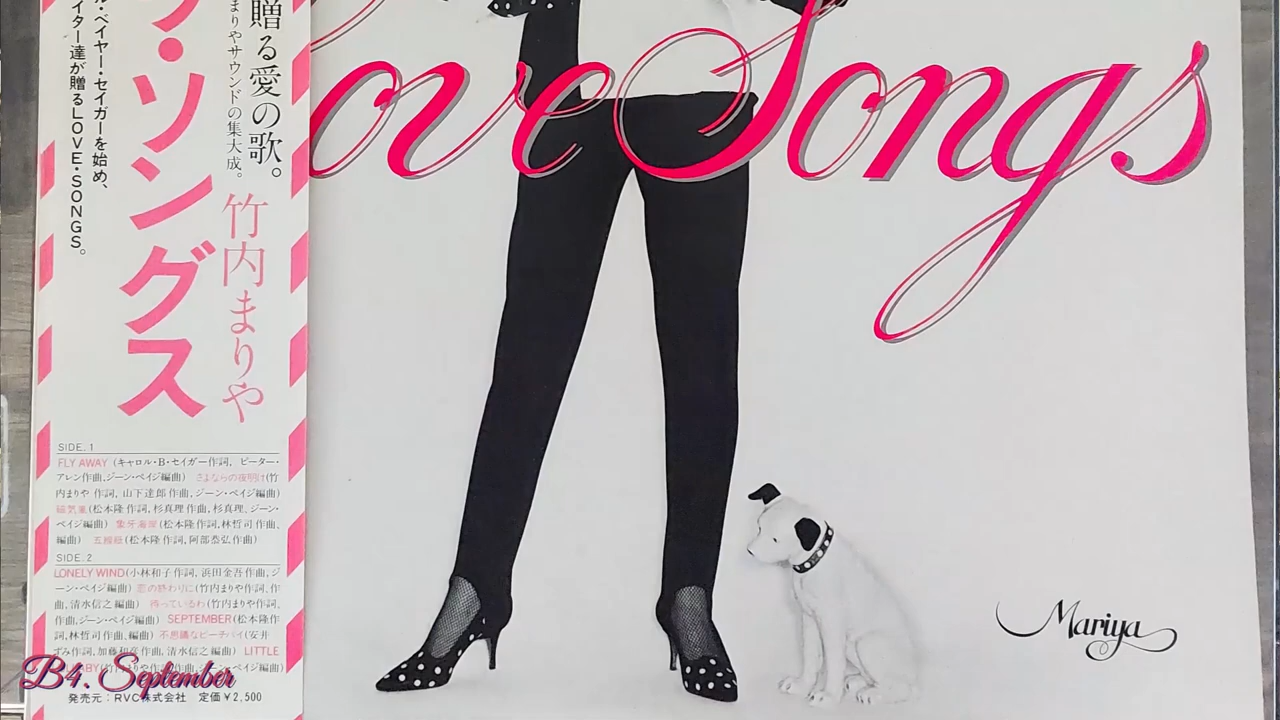 ove Songs
贈る愛の歌。
まりやサウンドの集大成。
竹内まりや
・ソングス
ル・ベイヤー・セイガーを始め、
イター達が贈るLOVE・SONGS。
SIDE. 1
FLY AWAY (キャロル・B・セイガー作詞, ピーター・
アレン作曲,ジーン・ペイジ編曲) さよならの夜明け(竹
内まりや 作詞, 山下達郎 作曲, ジーン・ペイジ編曲)
磁気嵐(松本隆作詞,杉真理作曲,杉真理、ジーン・
ペイジ編曲) 象牙海岸(松本隆作詞,林哲司 作曲、
編曲) 五線紙(松本隆作詞,阿部恭弘作曲)
SIDE. 2
LONELY WIND(小林和子作詞, 浜田金吾作曲,ジ
ーン・ペイジ編曲) 恋の終わりに(竹内まりや作詞、作
曲, 清水信之 編曲) 待っているわ(竹内まりや作詞、
作曲,ジーン・ペイジ編曲) SEPTEMBER(松本隆作
詞,林哲司 作曲、編曲) 不思議なピーチパイ(安井
ずみ作詞, 加藤和彦作曲, 清水信之 編曲) LITTLE
発売元：RVC株式会社 定価￥2,500
B4. September
Mariya